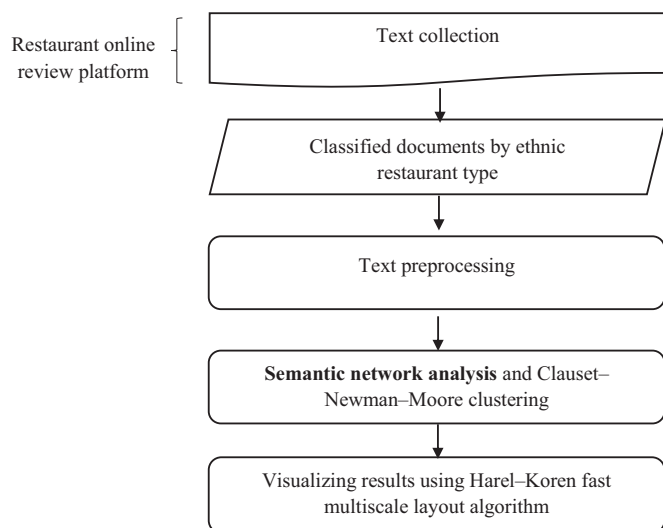 Restaurant online
review platform
Text collection
Classified documents by ethnic
restaurant type
Text preprocessing
Semantic network analysis and Clauset–
Newman–Moore clustering
Visualizing results using Harel–Koren fast
multiscale layout algorithm